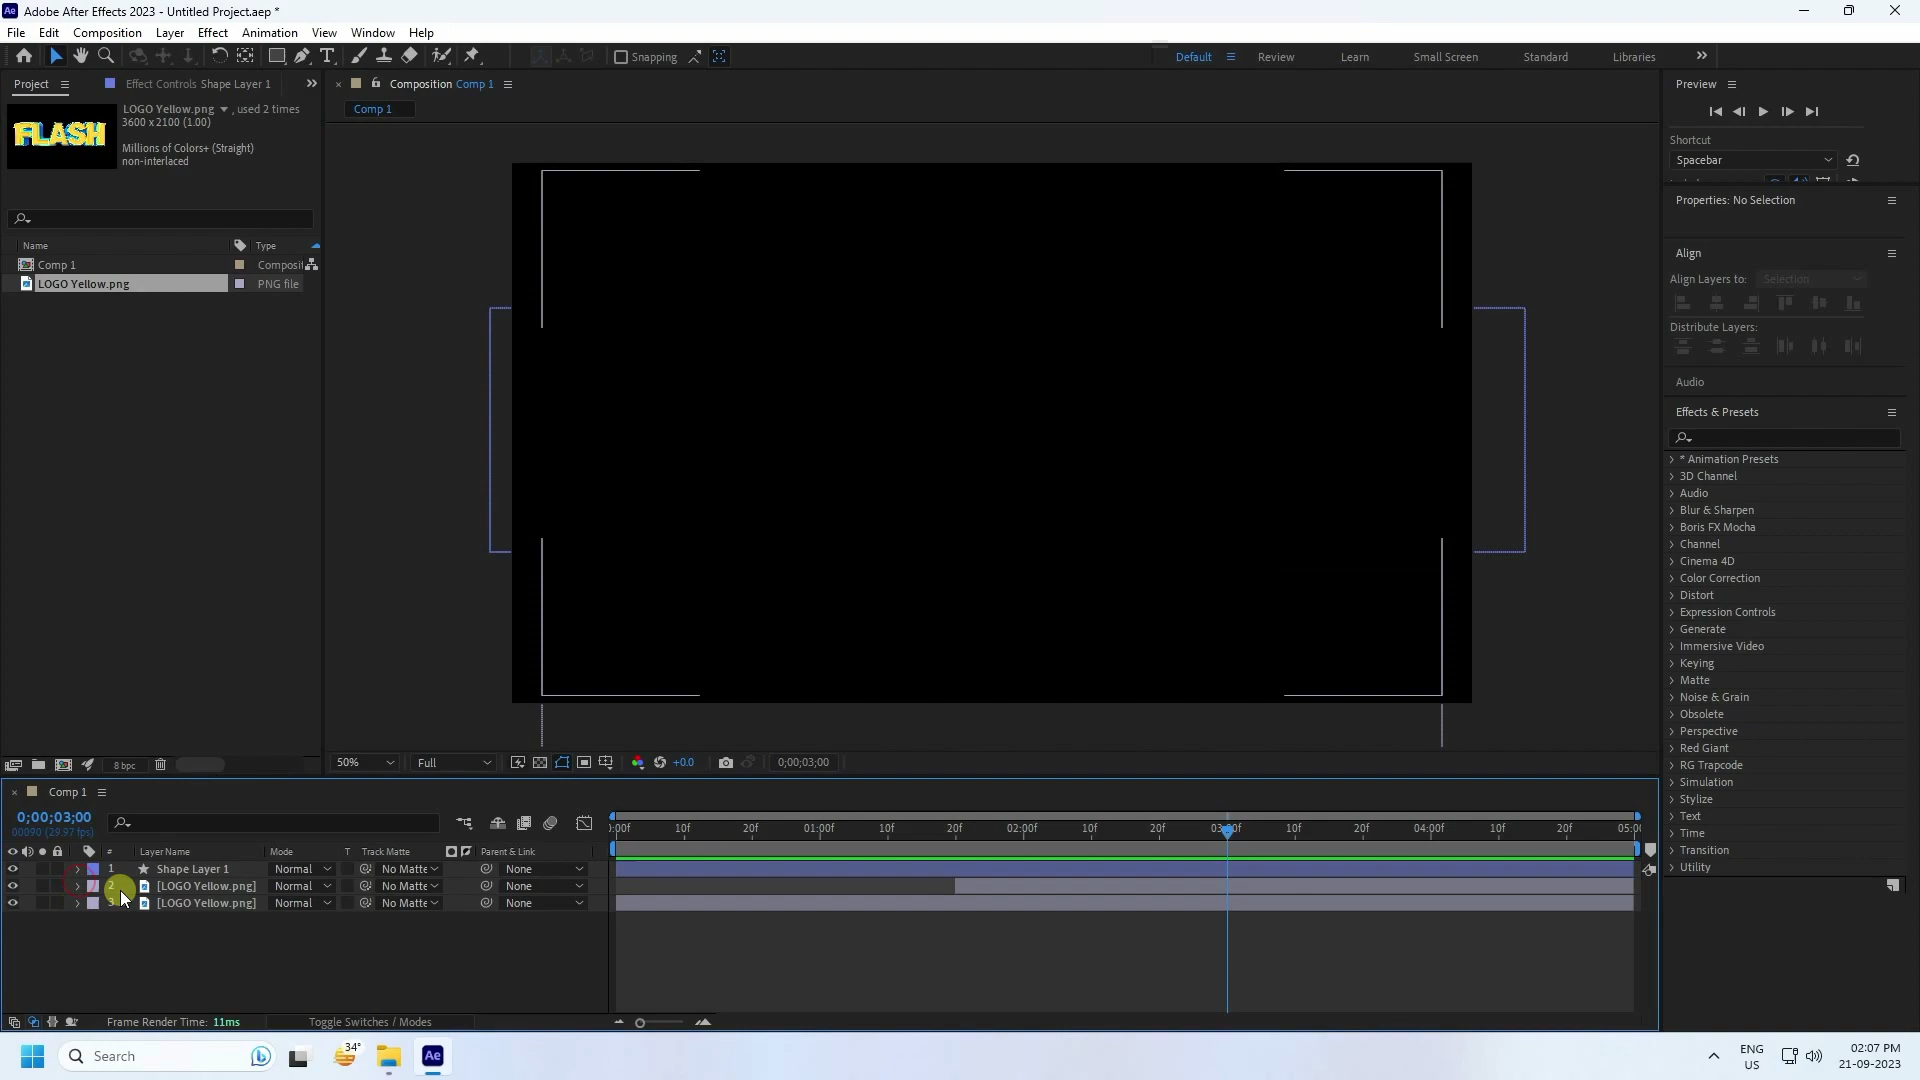 Adobe After Effects 2023 - Untitled Project.aep *
File Edit Composition Layer Effect Animation View Window Help
Snapping
Default Review Learn Small Screen Standard Libraries
Project Effect Controls Shape Layer 1
Composition Comp 1
Comp 1
FLASH
LOGO Yellow.png , used 2 times
3600 x 2100 (1.00)
Millions of Colors+ (Straight)
non-interlaced
Name Type
Comp 1 Composit
LOGO Yellow.png PNG file
8 bpc
50% Full +0.0 0;00;03;00
Preview
Shortcut
Spacebar
Properties: No Selection
Align
Align Layers to: Selection
Distribute Layers:
Audio
Effects & Presets
* Animation Presets
3D Channel
Audio
Blur & Sharpen
Boris FX Mocha
Channel
Cinema 4D
Color Correction
Distort
Expression Controls
Generate
Immersive Video
Keying
Matte
Noise & Grain
Obsolete
Perspective
Red Giant
RG Trapcode
Simulation
Stylize
Text
Time
Transition
Utility
Comp 1
0;00;03;00
00090 (29.97 fps)
):00f 10f 20f 01:00f 10f 20f 02:00f 10f 20f 03:00f 10f 20f 04:00f 10f 20f 05:00
# Layer Name Mode T Track Matte Parent & Link
1 Shape Layer 1 Normal No Matte None
2 [LOGO Yellow.png] Normal No Matte None
3 [LOGO Yellow.png] Normal No Matte None
Frame Render Time: 11ms Toggle Switches / Modes
Search
34°
Ae
ENG
US
02:07 PM
21-09-2023